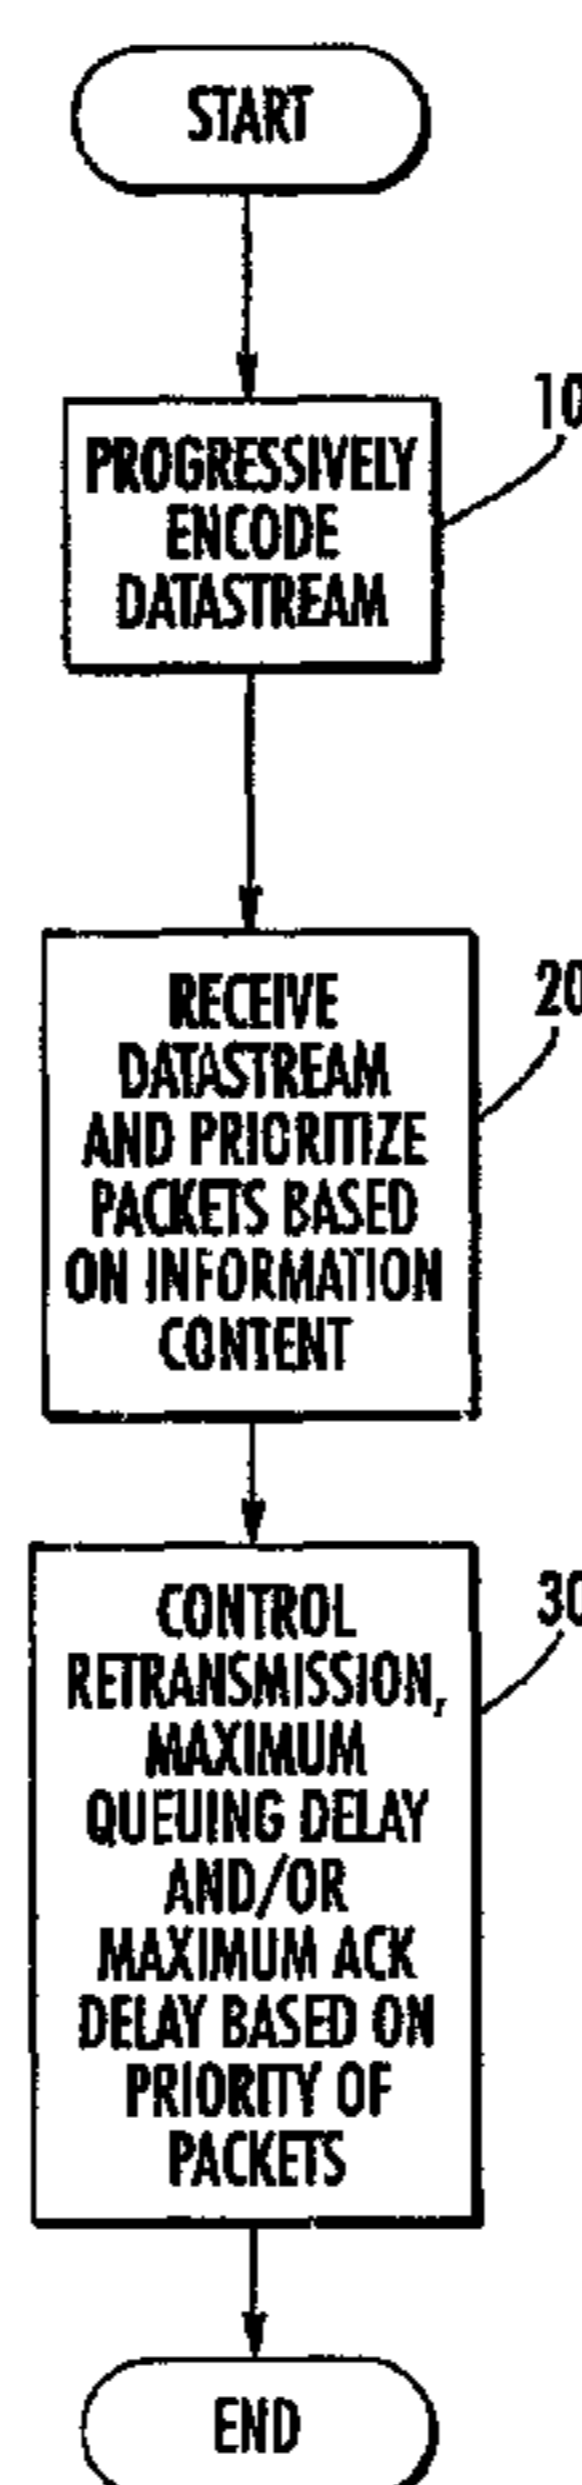 START
10
PROGRESSIVELY
ENCODE
DATASTREAM
20
RECEIVE
DATASTREAM
AND PRIORITIZE
PACKETS BASED
ON INFORMATION
CONTENT
30
CONTROL
RETRANSMISSION,
MAXIMUM
QUEUING DELAY
AND/OR
MAXIMUM ACK
DELAY BASED ON
PRIORITY OF
PACKETS
END